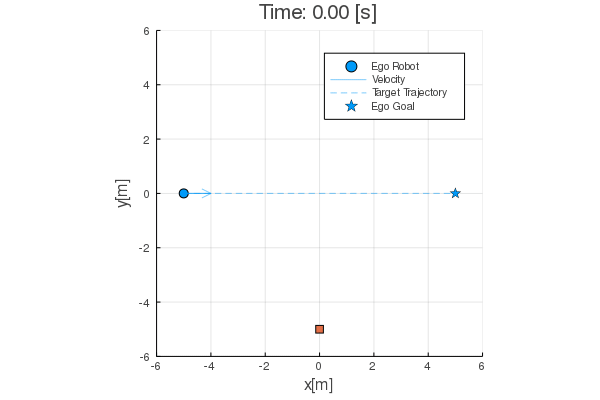 Time: 0.00 [s]
Ego Robot
Velocity
Target Trajectory
Ego Goal
6
4
2
0
-2
-4
-6
y[m]
-6 -4 -2 0 2 4 6
x[m]